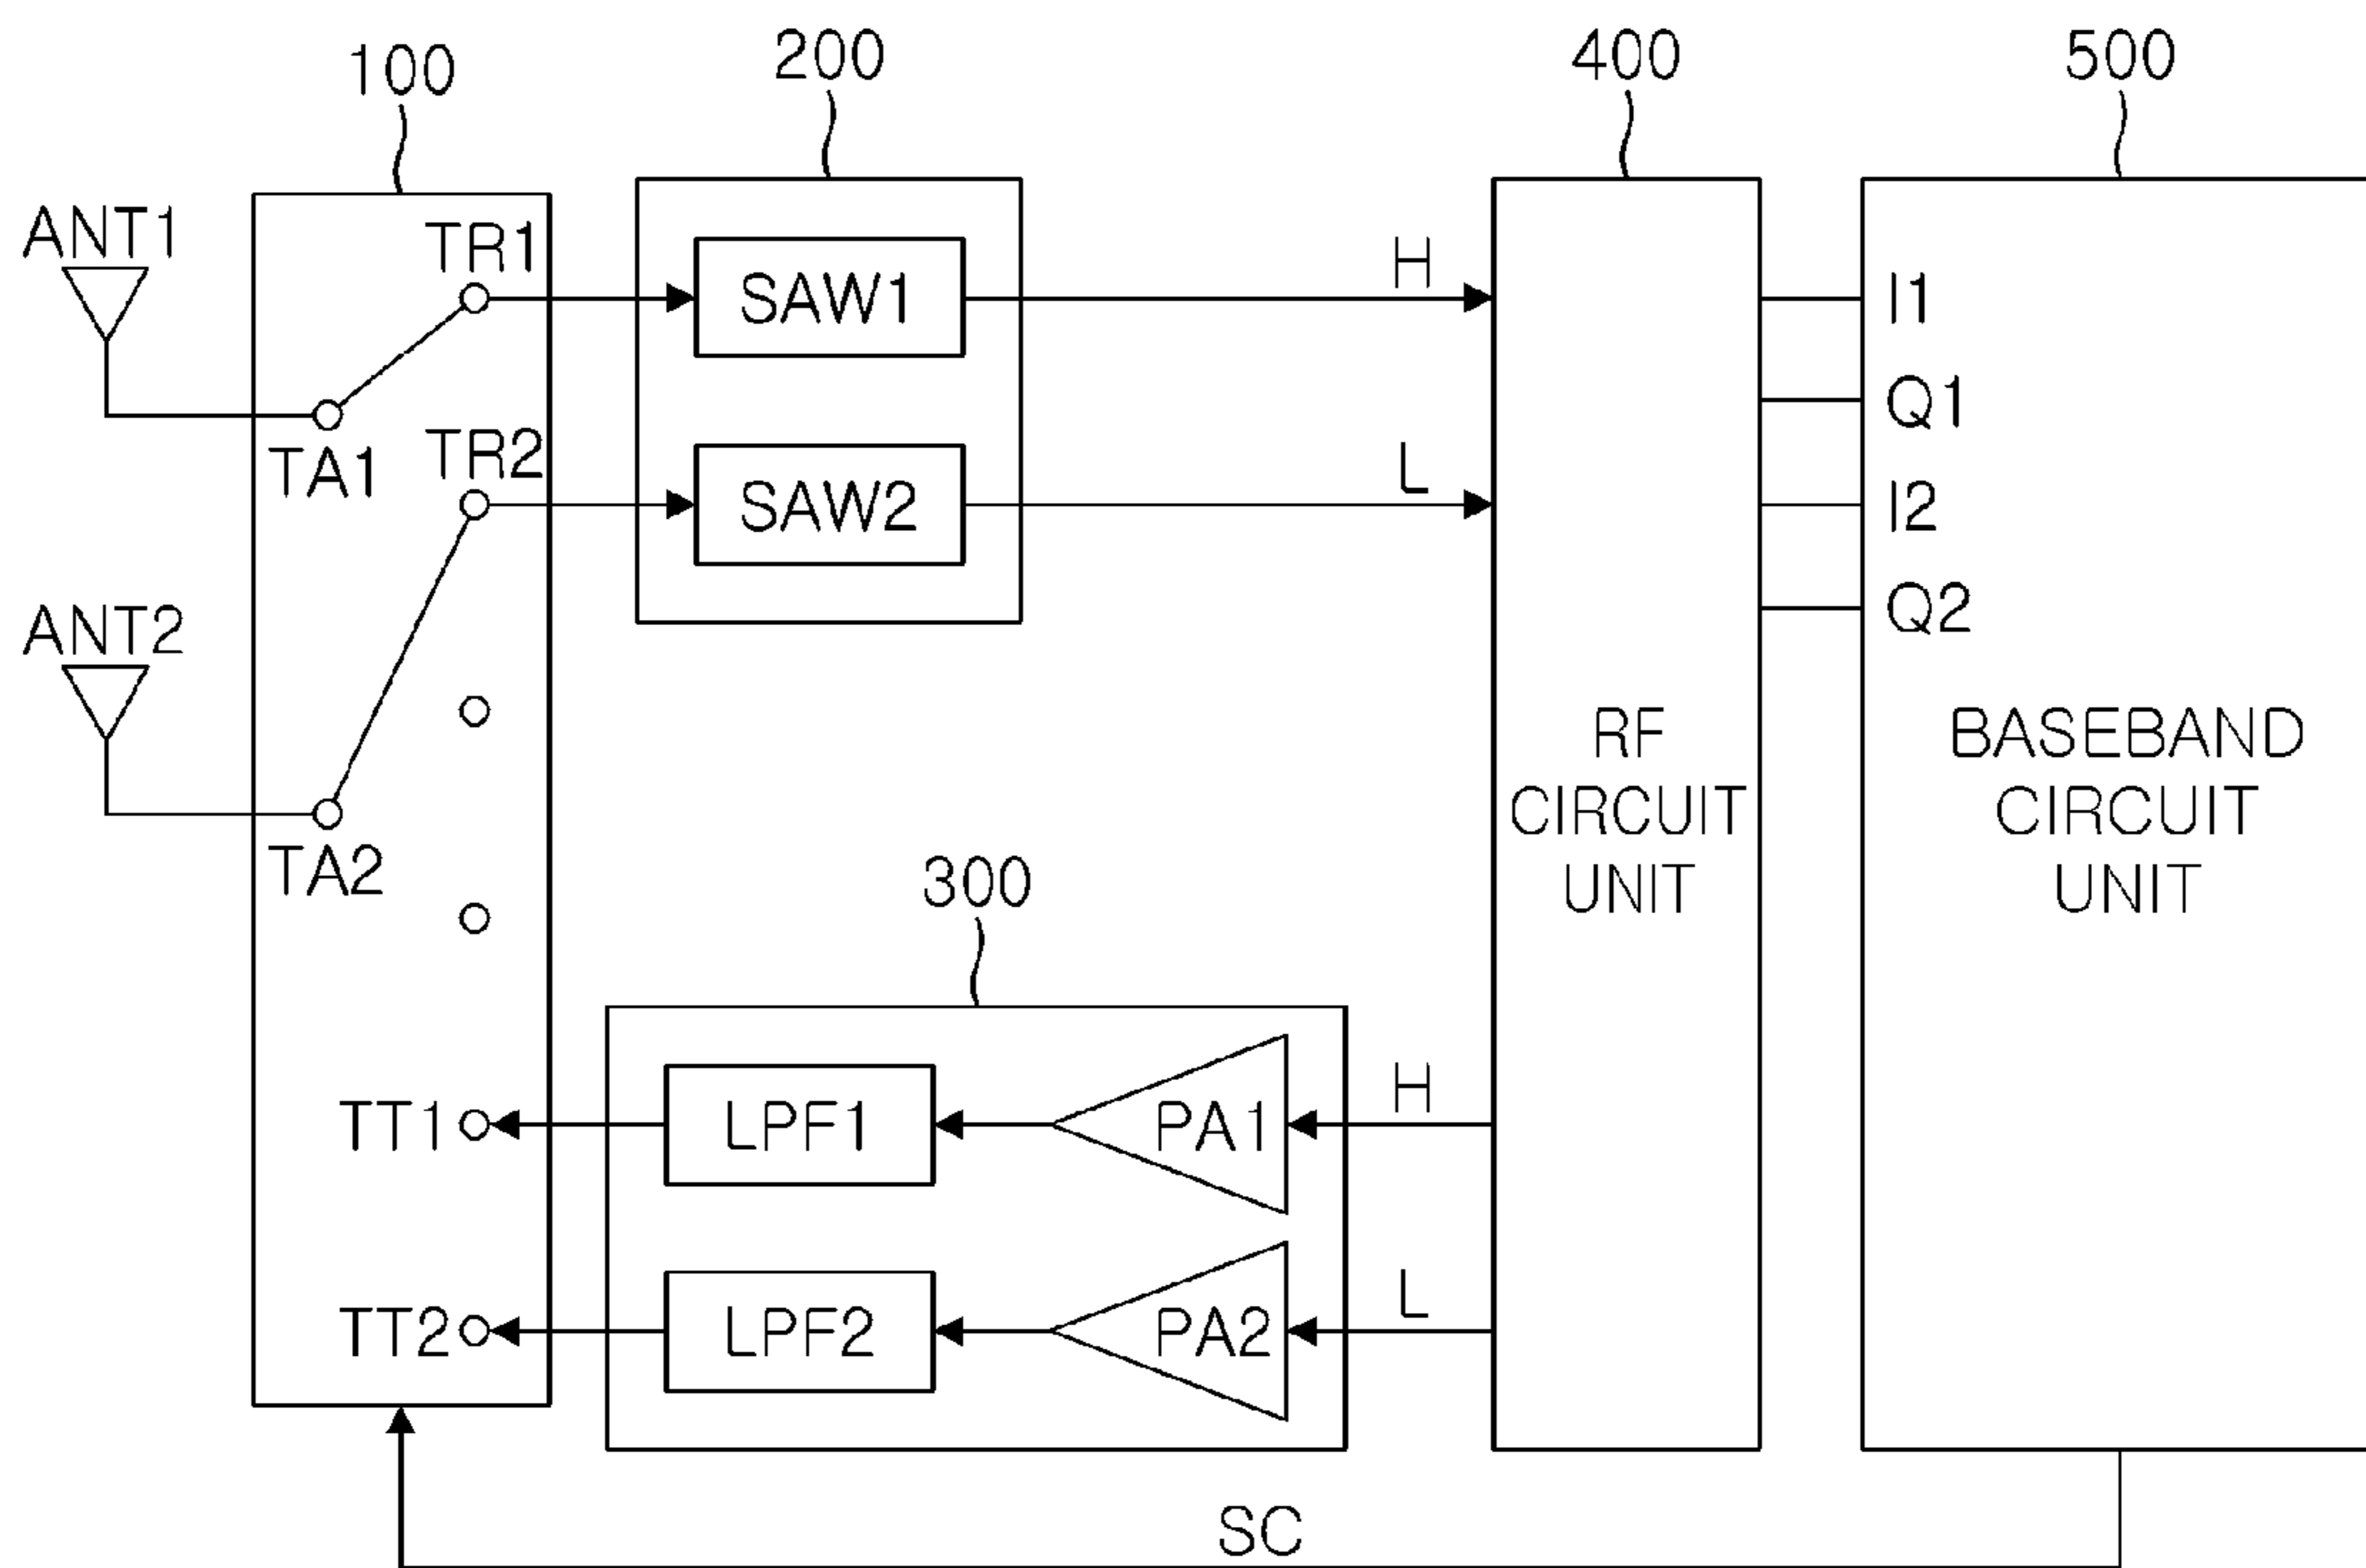 100
200
400
500
ANT1
TR1
SAW1
H
I1
Q1
TA1
TR2
SAW2
L
I2
Q2
ANT2
TA2
RF
CIRCUIT
UNIT
BASEBAND
CIRCUIT
UNIT
300
TT1
LPF1
PA1
H
TT2
LPF2
PA2
L
SC